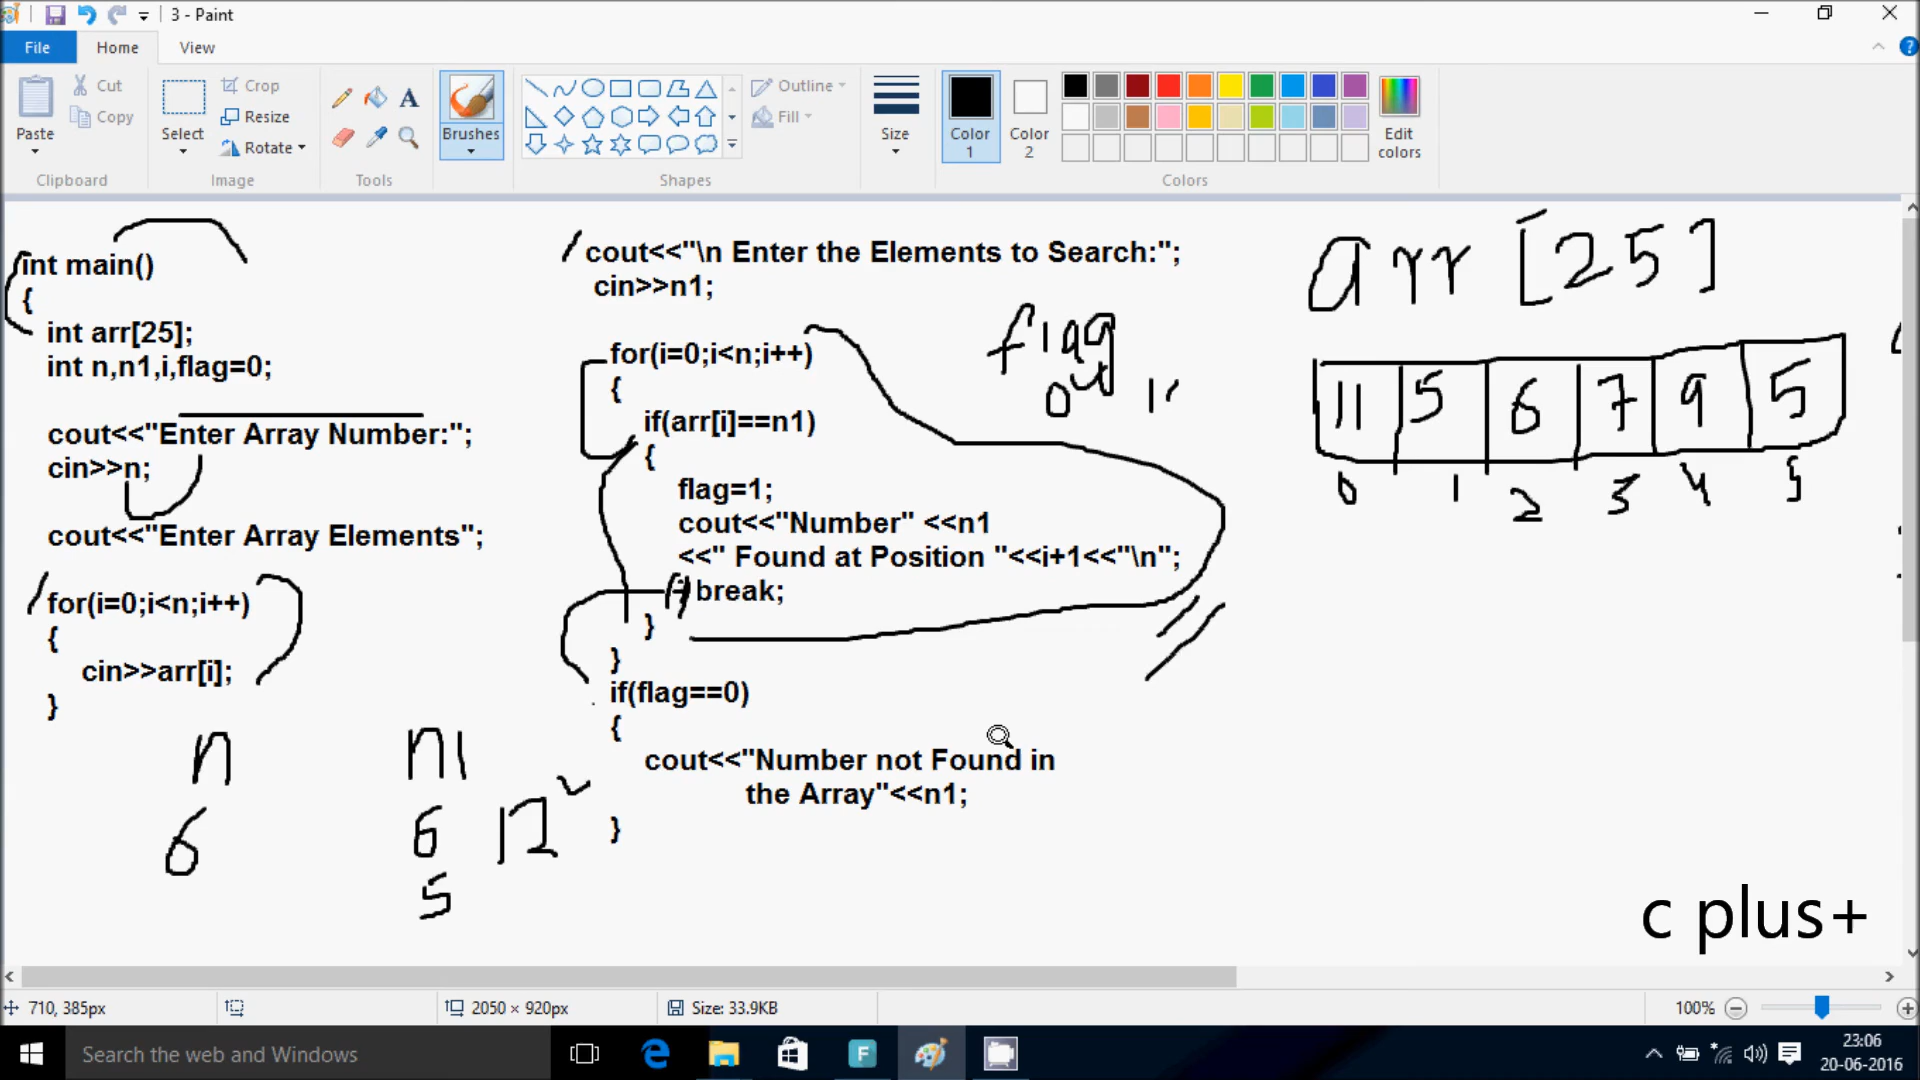 3 - Paint
File Home View
Paste
Cut
Copy
Clipboard
Select
Crop
Resize
Rotate
Image
Tools
Brushes
Shapes
Outline
Fill
Size
Color 1
Color 2
Edit colors
Colors
int main()
{
int arr[25];
int n,n1,i,flag=0;
cout<<"Enter Array Number:";
cin>>n;
cout<<"Enter Array Elements";
for(i=0;i<n;i++)
{
cin>>arr[i];
}
n
6
n1
6 12
5
cout<<"\n Enter the Elements to Search:";
cin>>n1;
for(i=0;i<n;i++)
{
if(arr[i]==n1)
{
flag=1;
cout<<"Number" <<n1
<<" Found at Position "<<i+1<<"\n";
break;
}
}
if(flag==0)
{
cout<<"Number not Found in
the Array"<<n1;
}
flag
arr [25]
11 5 6 7 9 5
0 1 2 3 4 5
c plus+
710, 385px
2050 × 920px
Size: 33.9KB
100%
Search the web and Windows
F
23:06
20-06-2016